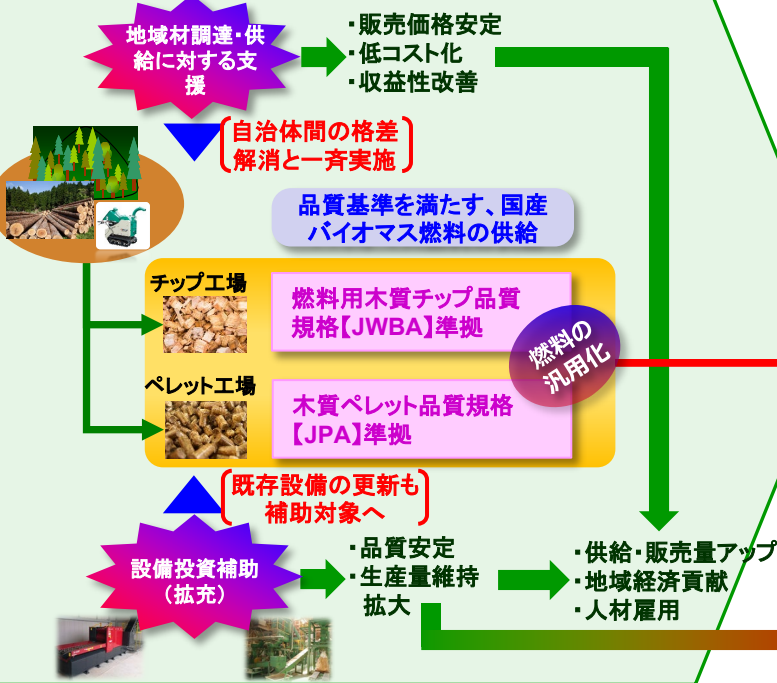 地域材調達・供
給に対する支
援
・販売価格安定
・低コスト化
・収益性改善
自治体間の格差
解消と一斉実施
品質基準を満たす、国産
バイオマス燃料の供給
チップ工場
燃料用木質チップ品質
規格【JWBA】準拠
燃料の
汎用化
ペレット工場
木質ペレット品質規格
【JPA】準拠
既存設備の更新も
補助対象へ
設備投資補助
（拡充）
・品質安定
・生産量維持
拡大
・供給・販売量アップ
・地域経済貢献
・人材雇用